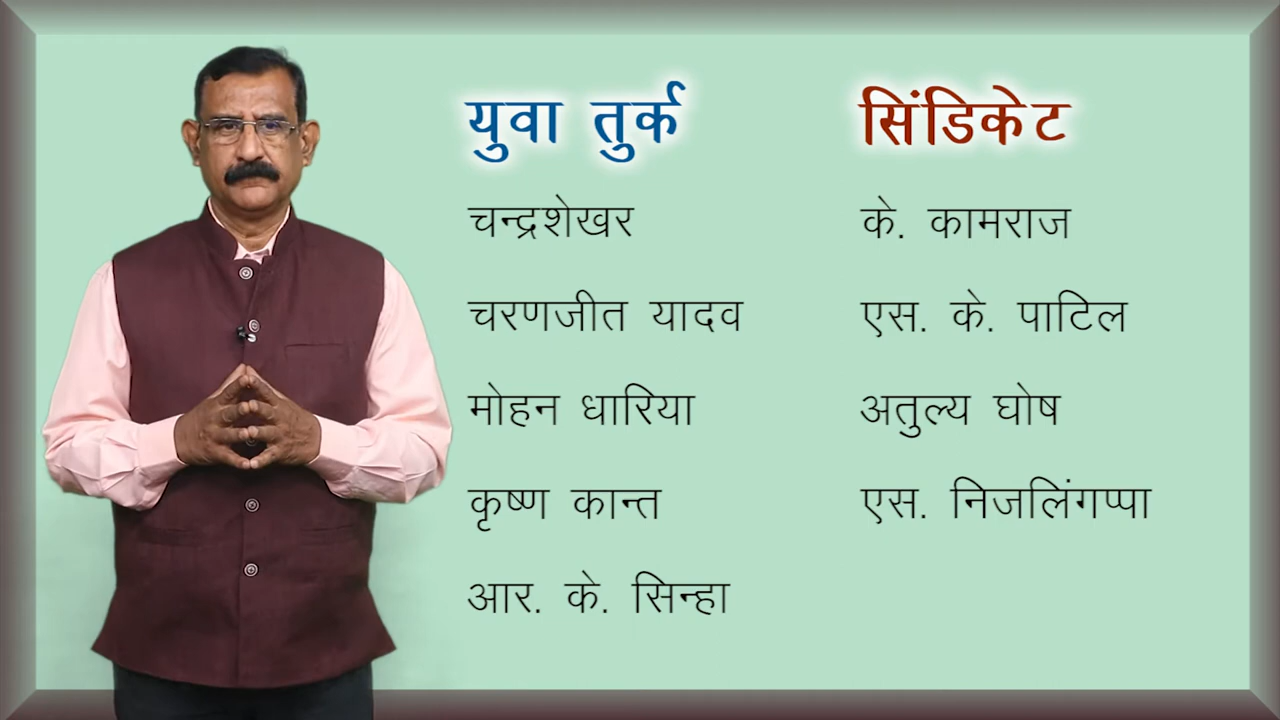 युवा तुर्क
चन्द्रशेखर
चरणजीत यादव
मोहन धारिया
कृष्ण कान्त
आर. के. सिन्हा
सिंडिकेट
के. कामराज
एस. के. पाटिल
अतुल्य घोष
एस. निजलिंगप्पा